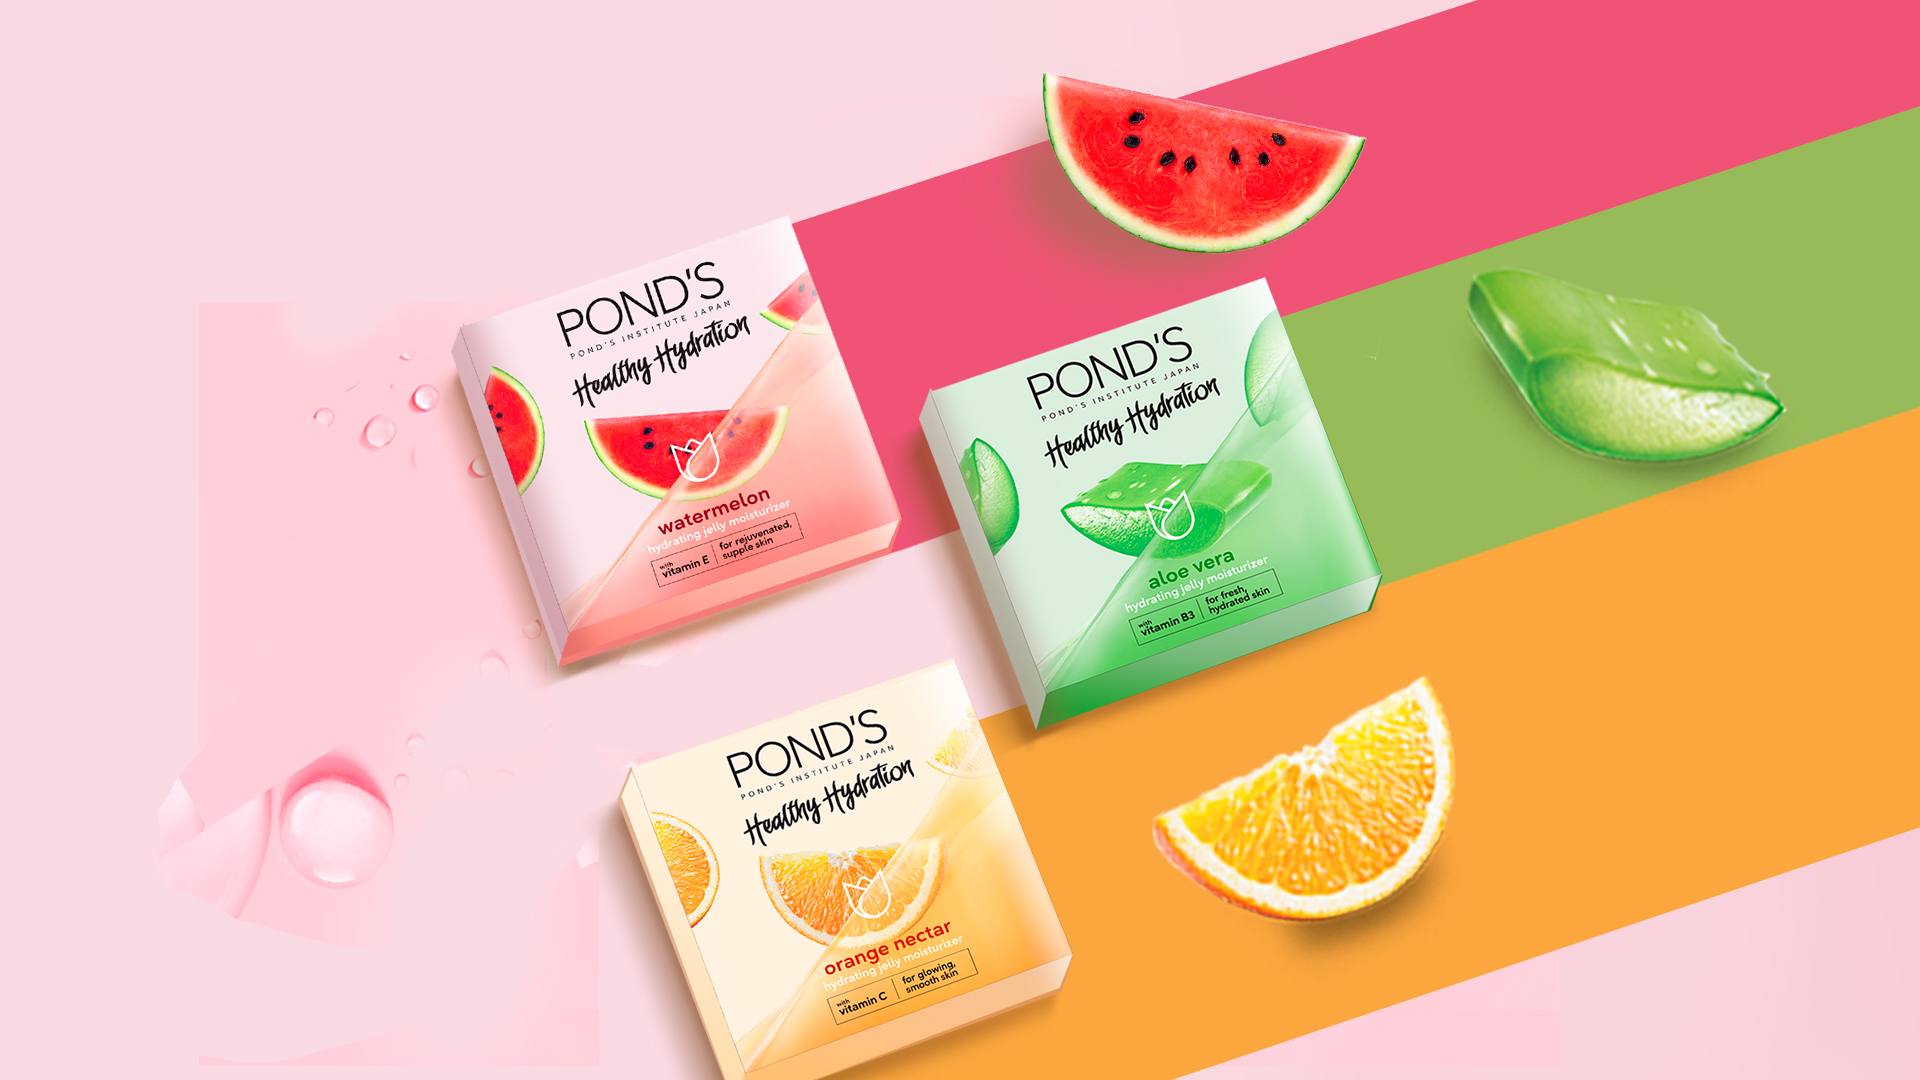 POND'S
POND'S INSTITUTE JAPAN
Healthy Hydration
watermelon
hydrating jelly moisturizer
with
vitamin E
for rejuvenated,
supple skin
POND'S
POND'S INSTITUTE JAPAN
Healthy Hydration
aloe vera
hydrating jelly moisturizer
with
vitamin B3
for fresh,
hydrated skin
POND'S
POND'S INSTITUTE JAPAN
Healthy Hydration
orange nectar
hydrating jelly moisturizer
with
vitamin C
for glowing,
smooth skin